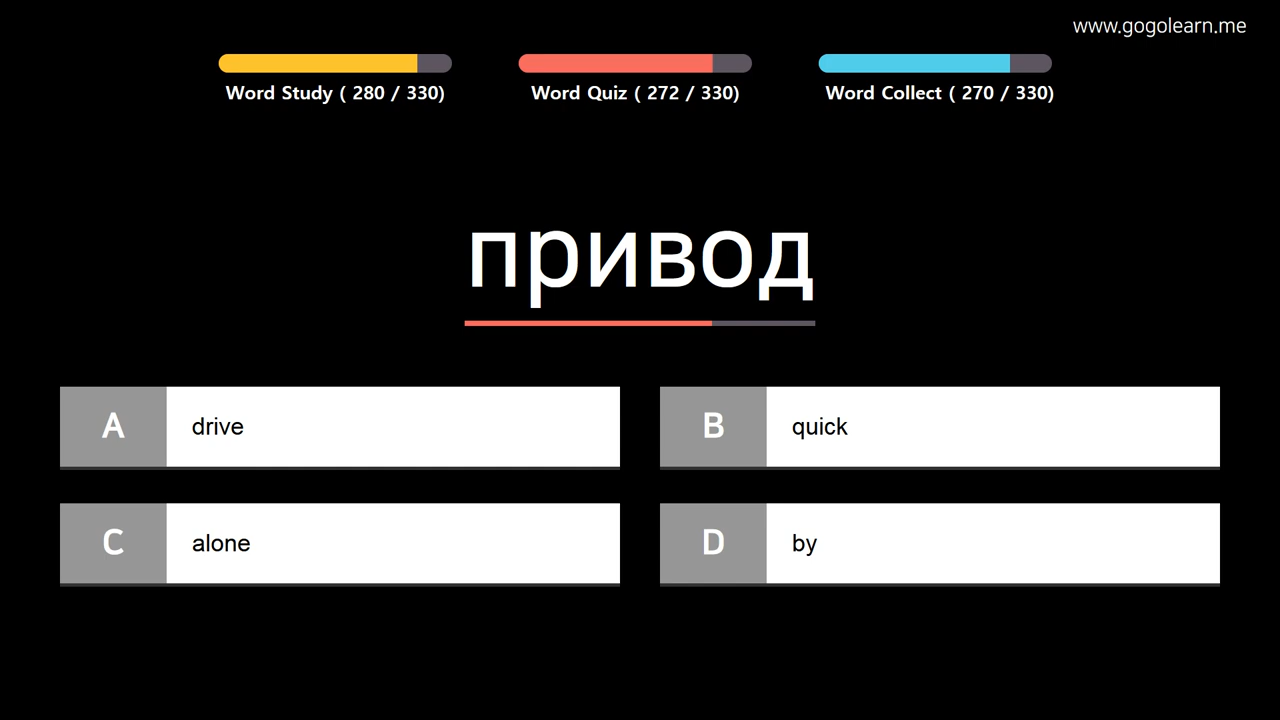 www.gogolearn.me
Word Study ( 280 / 330)
Word Quiz ( 272 / 330)
Word Collect ( 270 / 330)
привод
A drive
B quick
C alone
D by